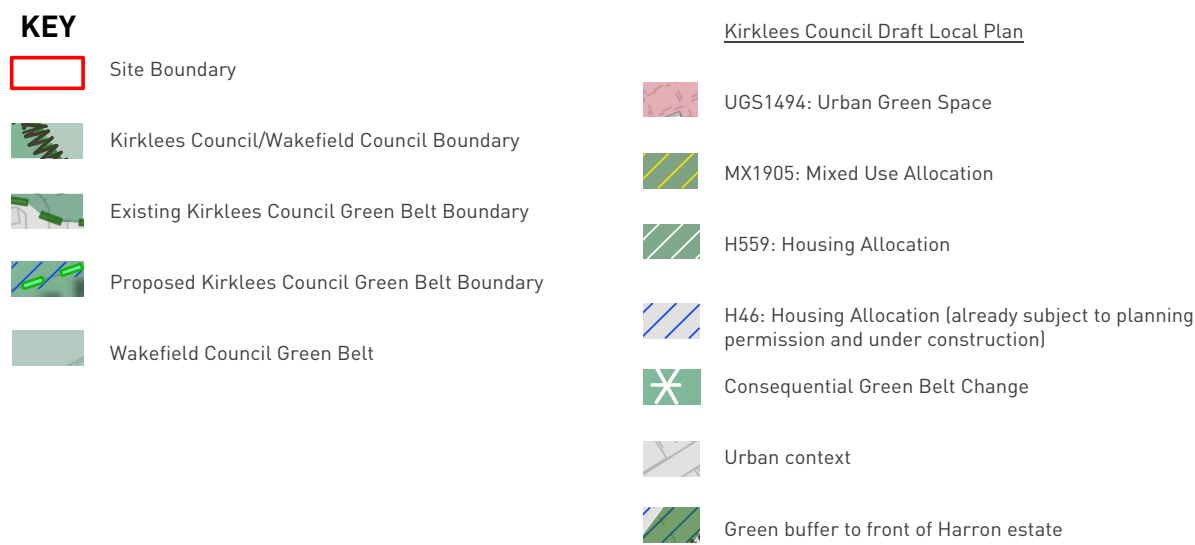 KEY
Site Boundary
Kirklees Council/Wakefield Council Boundary
Existing Kirklees Council Green Belt Boundary
Proposed Kirklees Council Green Belt Boundary
Wakefield Council Green Belt
Kirklees Council Draft Local Plan
UGS1494: Urban Green Space
MX1905: Mixed Use Allocation
H559: Housing Allocation
H46: Housing Allocation (already subject to planning
permission and under construction)
Consequential Green Belt Change
Urban context
Green buffer to front of Harron estate